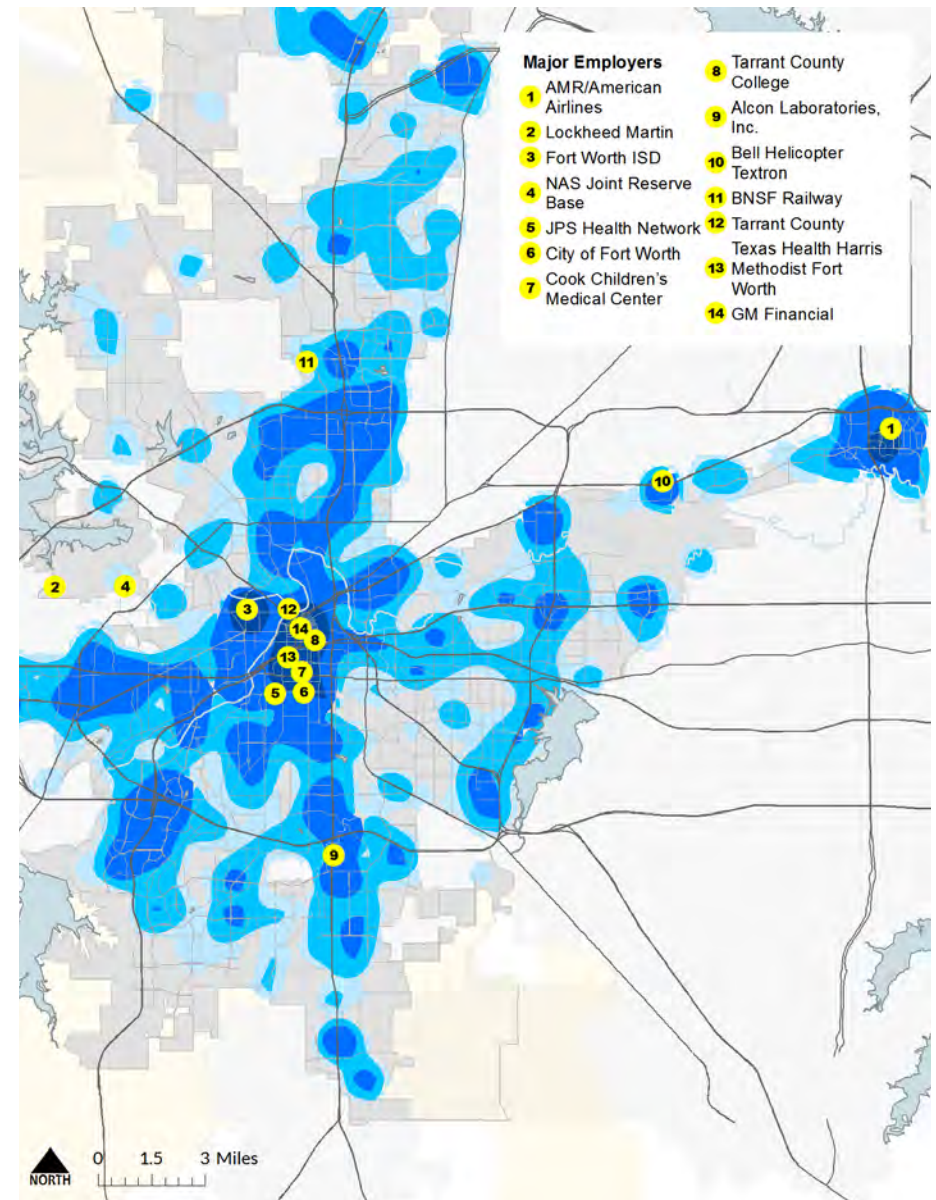 Major Employers
1 AMR/American
Airlines
2 Lockheed Martin
3 Fort Worth ISD
4 NAS Joint Reserve
Base
5 JPS Health Network
6 City of Fort Worth
7 Cook Children's
Medical Center
8 Tarrant County
College
9 Alcon Laboratories,
Inc.
10 Bell Helicopter
Textron
11 BNSF Railway
12 Tarrant County
13 Texas Health Harris
Methodist Fort
Worth
14 GM Financial
11
1
10
2
4
3
12
14
8
13
7
5
6
9
NORTH
0 1.5 3 Miles